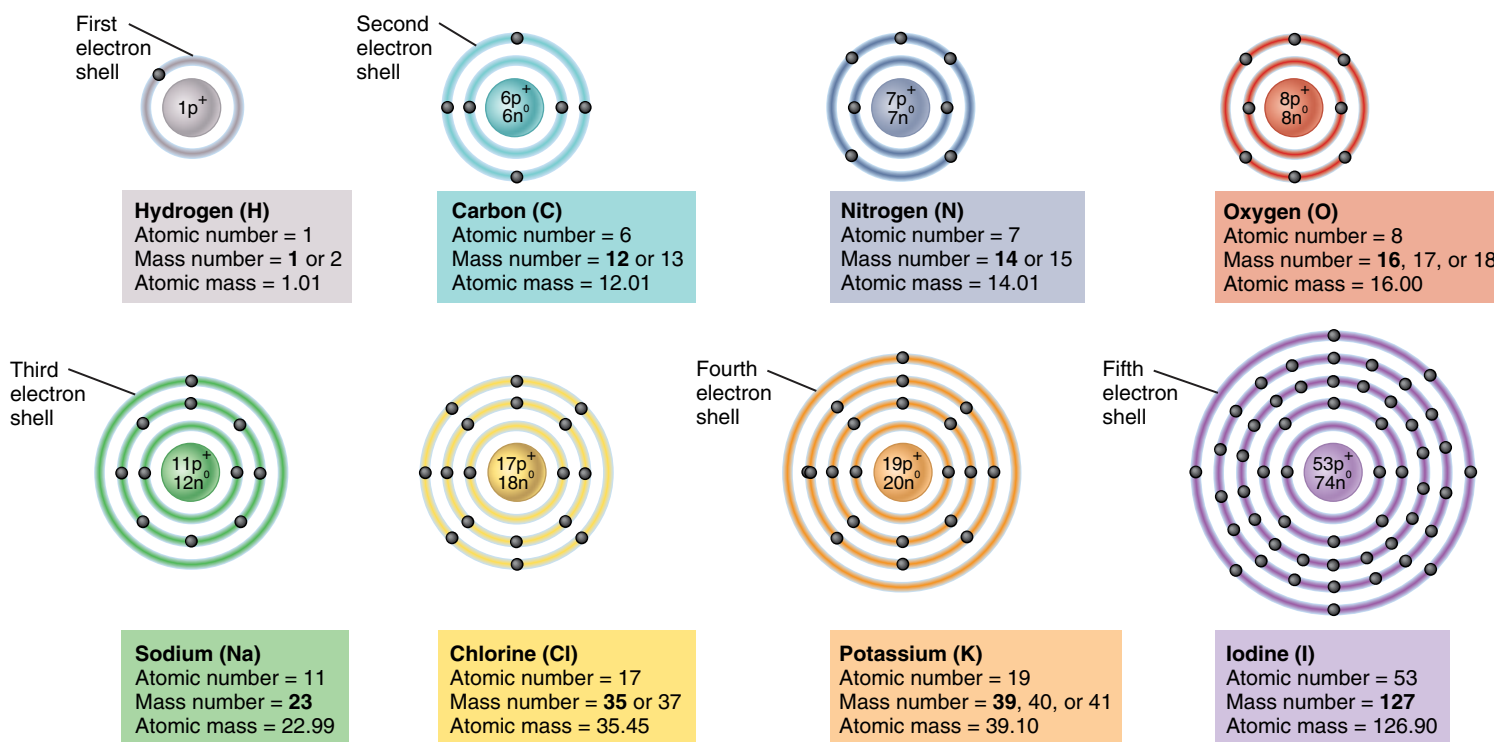 First
electron
shell
1p+
Hydrogen (H)
Atomic number = 1
Mass number = 1 or 2
Atomic mass = 1.01
Second
electron
shell
6p+
6n0
Carbon (C)
Atomic number = 6
Mass number = 12 or 13
Atomic mass = 12.01
7p+
7n0
Nitrogen (N)
Atomic number = 7
Mass number = 14 or 15
Atomic mass = 14.01
8p+
8n0
Oxygen (O)
Atomic number = 8
Mass number = 16, 17, or 18
Atomic mass = 16.00
Third
electron
shell
11p+
12n0
Sodium (Na)
Atomic number = 11
Mass number = 23
Atomic mass = 22.99
17p+
18n0
Chlorine (Cl)
Atomic number = 17
Mass number = 35 or 37
Atomic mass = 35.45
Fourth
electron
shell
19p+
20n0
Potassium (K)
Atomic number = 19
Mass number = 39, 40, or 41
Atomic mass = 39.10
Fifth
electron
shell
53p+
74n0
Iodine (I)
Atomic number = 53
Mass number = 127
Atomic mass = 126.90